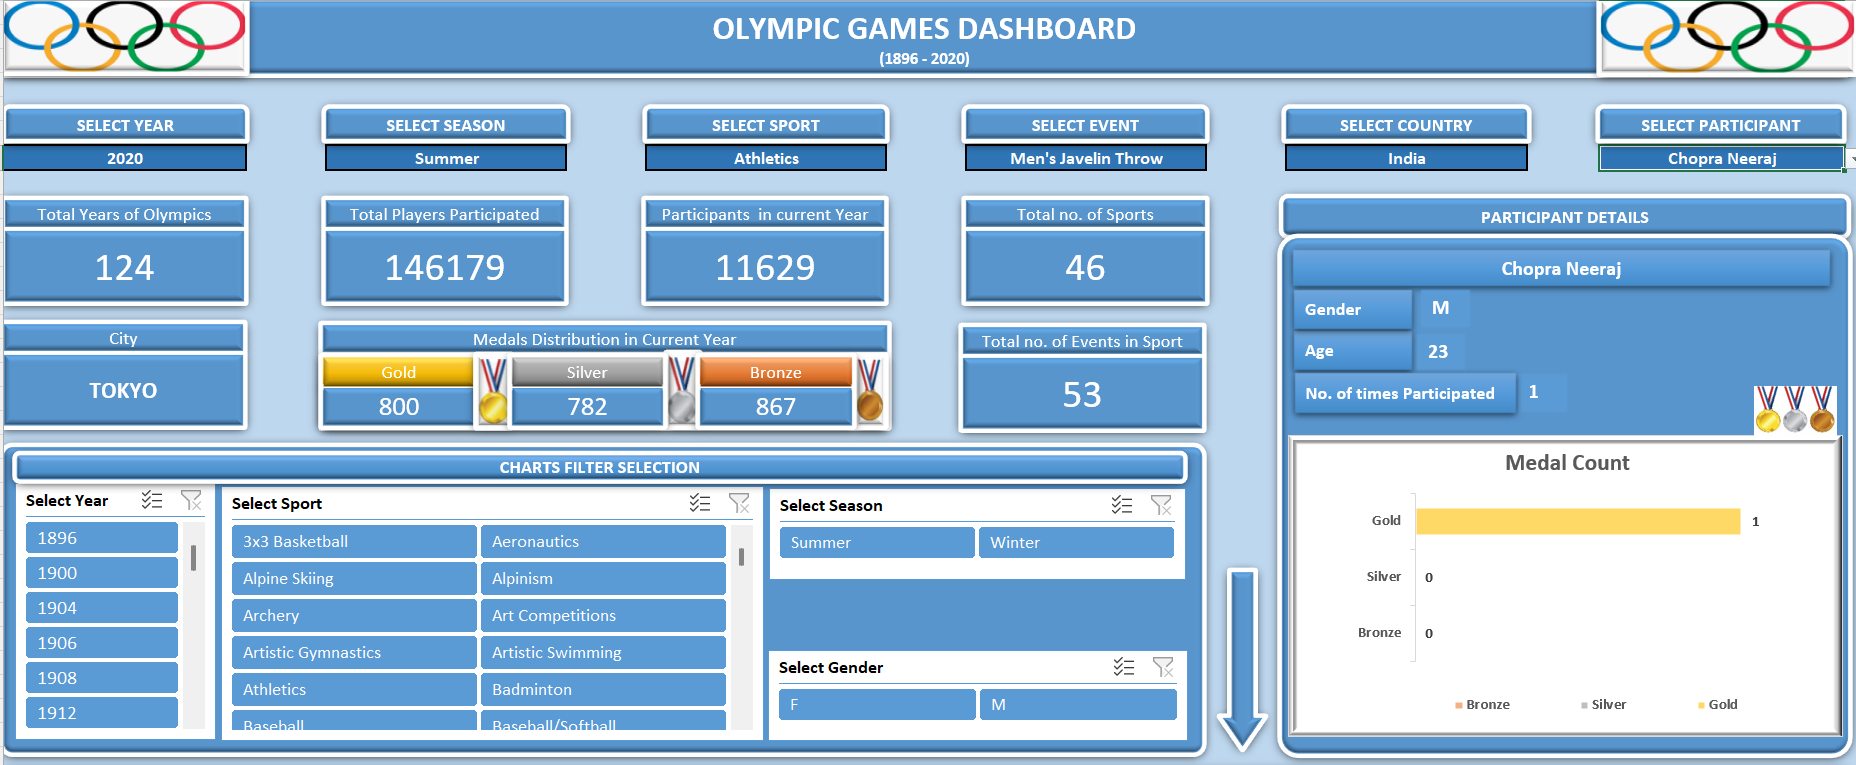 OLYMPIC GAMES DASHBOARD
(1896 - 2020)
SELECT YEAR
2020
SELECT SEASON
Summer
SELECT SPORT
Athletics
SELECT EVENT
Men's Javelin Throw
SELECT COUNTRY
India
SELECT PARTICIPANT
Chopra Neeraj
Total Years of Olympics
124
Total Players Participated
146179
Participants in current Year
11629
Total no. of Sports
46
City
TOKYO
Medals Distribution in Current Year
Gold
800
Silver
782
Bronze
867
Total no. of Events in Sport
53
PARTICIPANT DETAILS
Chopra Neeraj
Gender M
Age 23
No. of times Participated 1
Medal Count
Gold 1
Silver 0
Bronze 0
Bronze Silver Gold
CHARTS FILTER SELECTION
Select Year
1896
1900
1904
1906
1908
1912
Select Sport
3x3 Basketball Aeronautics
Alpine Skiing Alpinism
Archery Art Competitions
Artistic Gymnastics Artistic Swimming
Athletics Badminton
Baseball Baseball/Softball
Select Season
Summer Winter
Select Gender
F M